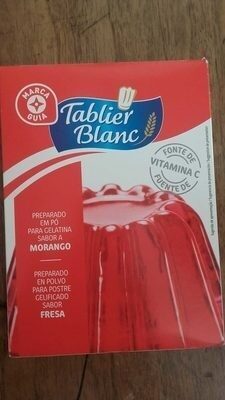 MARCA
GUIA
Tablier
Blanc
FONTE DE
VITAMINA C
FUENTE DE
PREPARADO
EM PÓ
PARA GELATINA
SABOR A
MORANGO
PREPARADO
EN POLVO
PARA POSTRE
GELIFICADO
SABOR
FRESA